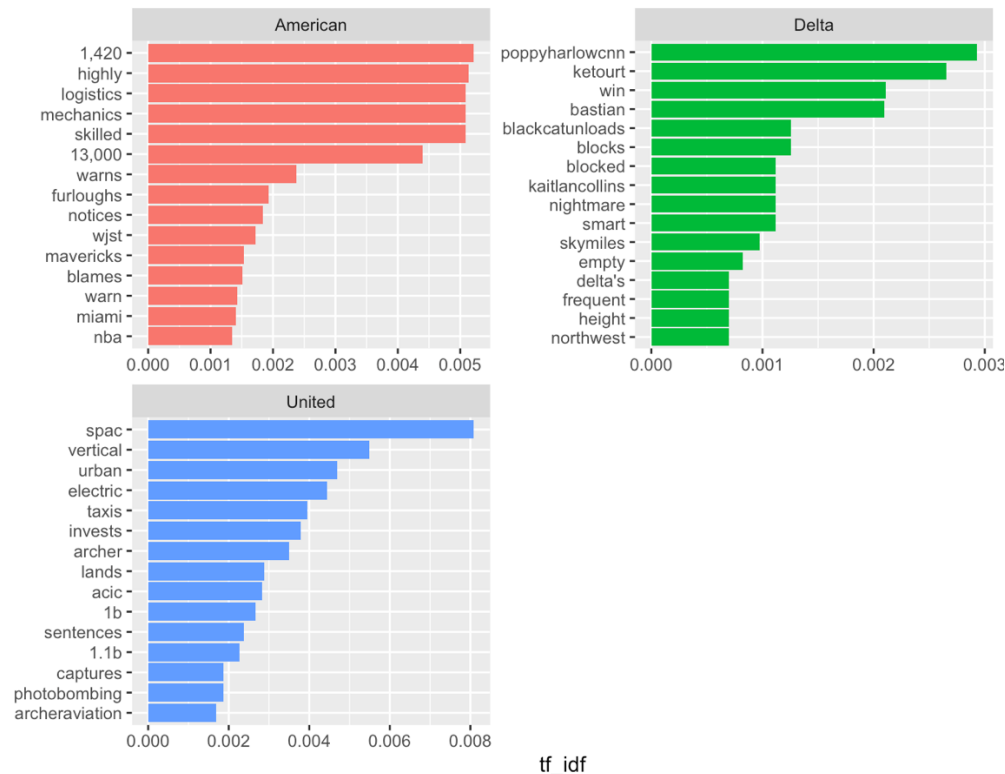 American
1,420
highly
logistics
mechanics
skilled
13,000
warns
furloughs
notices
wjst
mavericks
blames
warn
miami
nba
0.000 0.001 0.002 0.003 0.004 0.005
Delta
poppyharlowcnn
ketourt
win
bastian
blackcatunloads
blocks
blocked
kaitlancollins
nightmare
smart
skymiles
empty
delta's
frequent
height
northwest
0.000 0.001 0.002 0.003
United
spac
vertical
urban
electric
taxis
invests
archer
lands
acic
1b
sentences
1.1b
captures
photobombing
archeraviation
0.000 0.002 0.004 0.006 0.008
tf_idf